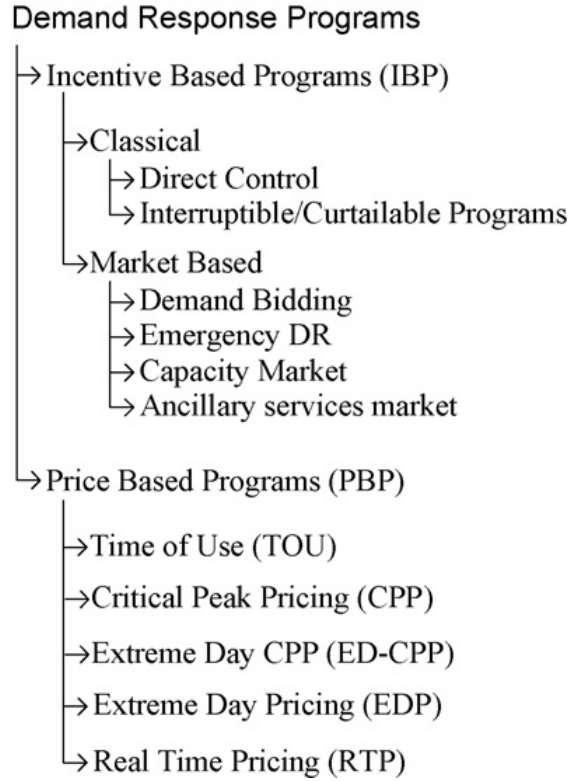 Demand Response Programs
Incentive Based Programs (IBP)
Classical
Direct Control
Interruptible/Curtailable Programs
Market Based
Demand Bidding
Emergency DR
Capacity Market
Ancillary services market
Price Based Programs (PBP)
Time of Use (TOU)
Critical Peak Pricing (CPP)
Extreme Day CPP (ED-CPP)
Extreme Day Pricing (EDP)
Real Time Pricing (RTP)